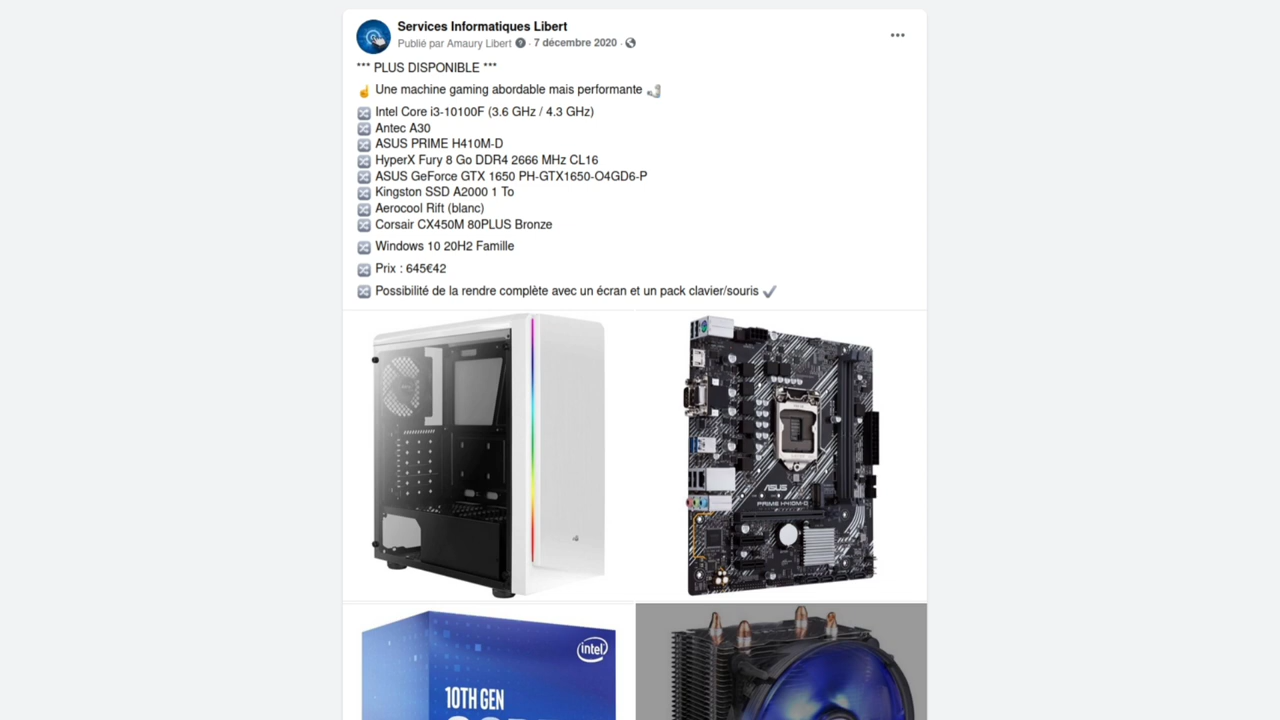 Services Informatiques Libert
Publié par Amaury Libert · 7 décembre 2020 ·
*** PLUS DISPONIBLE ***
☝ Une machine gaming abordable mais performante 🦾
🔀 Intel Core i3-10100F (3.6 GHz / 4.3 GHz)
🔀 Antec A30
🔀 ASUS PRIME H410M-D
🔀 HyperX Fury 8 Go DDR4 2666 MHz CL16
🔀 ASUS GeForce GTX 1650 PH-GTX1650-O4GD6-P
🔀 Kingston SSD A2000 1 To
🔀 Aerocool Rift (blanc)
🔀 Corsair CX450M 80PLUS Bronze
🔀 Windows 10 20H2 Famille
🔀 Prix : 645€42
🔀 Possibilité de la rendre complète avec un écran et un pack clavier/souris ✔
ASUS
PRIME H410M-D
intel
10TH GEN